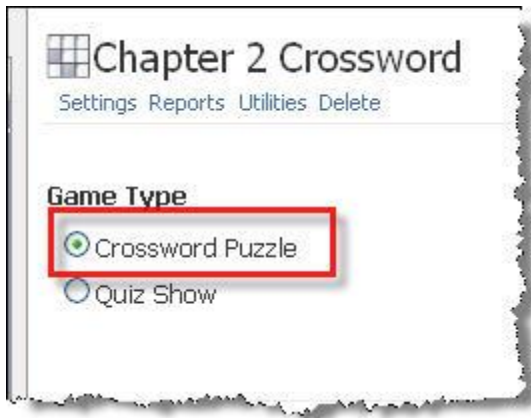 Chapter 2 Crossword
Settings Reports Utilities Delete
Game Type
Crossword Puzzle
Quiz Show